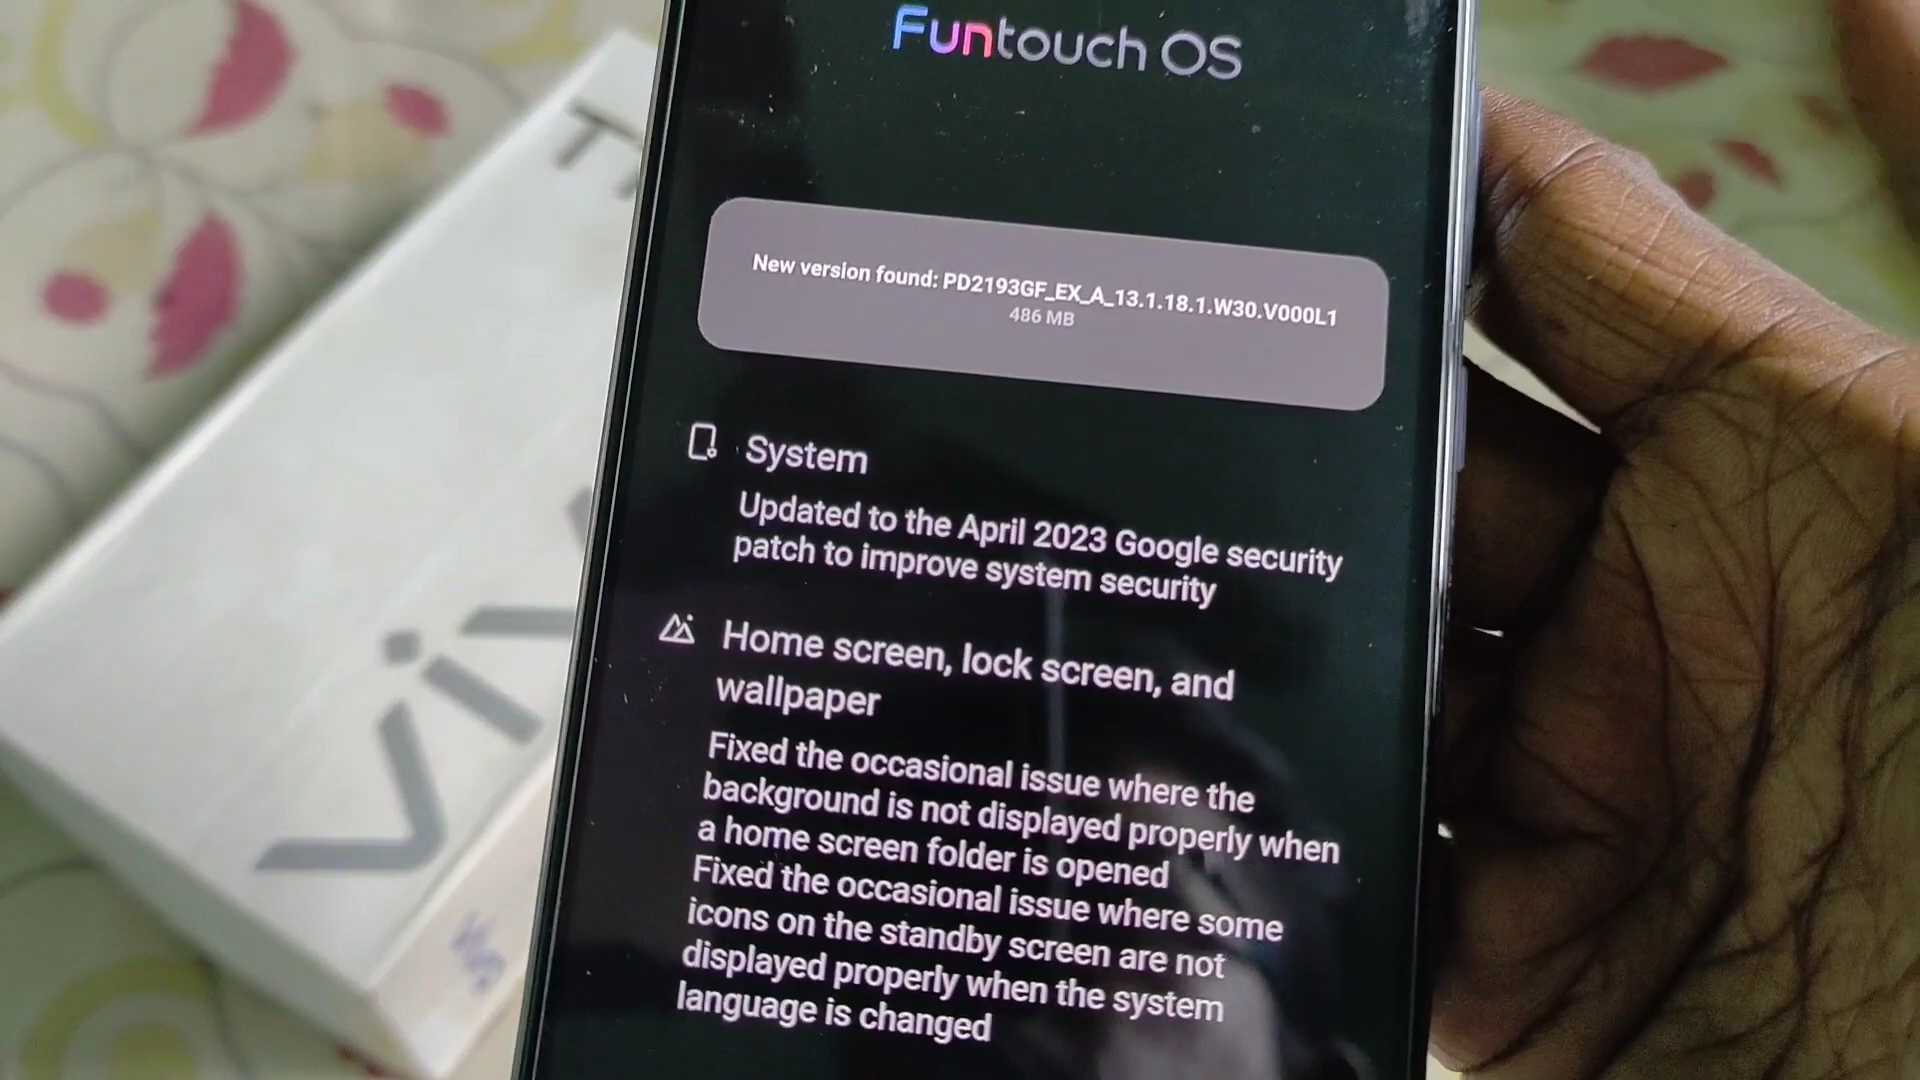 Funtouch OS
New version found: PD2193GF_EX_A_13.1.18.1.W30.V000L1
486 MB
System
Updated to the April 2023 Google security
patch to improve system security
Home screen, lock screen, and
wallpaper
Fixed the occasional issue where the
background is not displayed properly when
a home screen folder is opened
Fixed the occasional issue where some
icons on the standby screen are not
displayed properly when the system
language is changed